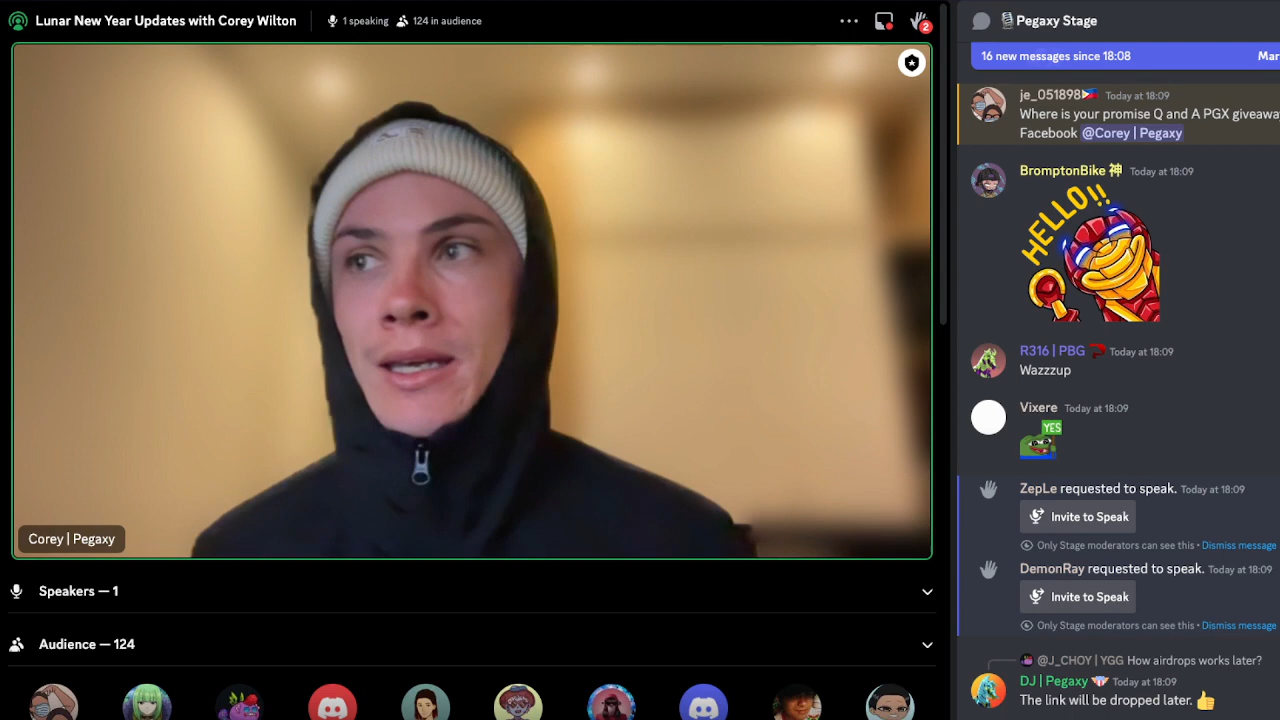 Lunar New Year Updates with Corey Wilton
1 speaking 124 in audience
2
Corey | Pegaxy
Speakers — 1
Audience — 124
Pegaxy Stage
16 new messages since 18:08 Mar
je_051898 Today at 18:09
Where is your promise Q and A PGX giveawa
Facebook @Corey | Pegaxy
BromptonBike 神 Today at 18:09
HELLO!!
R316 | PBG Today at 18:09
Wazzzup
Vixere Today at 18:09
YES
ZepLe requested to speak. Today at 18:09
Invite to Speak
Only Stage moderators can see this • Dismiss message
DemonRay requested to speak. Today at 18:09
Invite to Speak
Only Stage moderators can see this • Dismiss message
@J_CHOY | YGG How airdrops works later?
DJ | Pegaxy Today at 18:09
The link will be dropped later. 👍